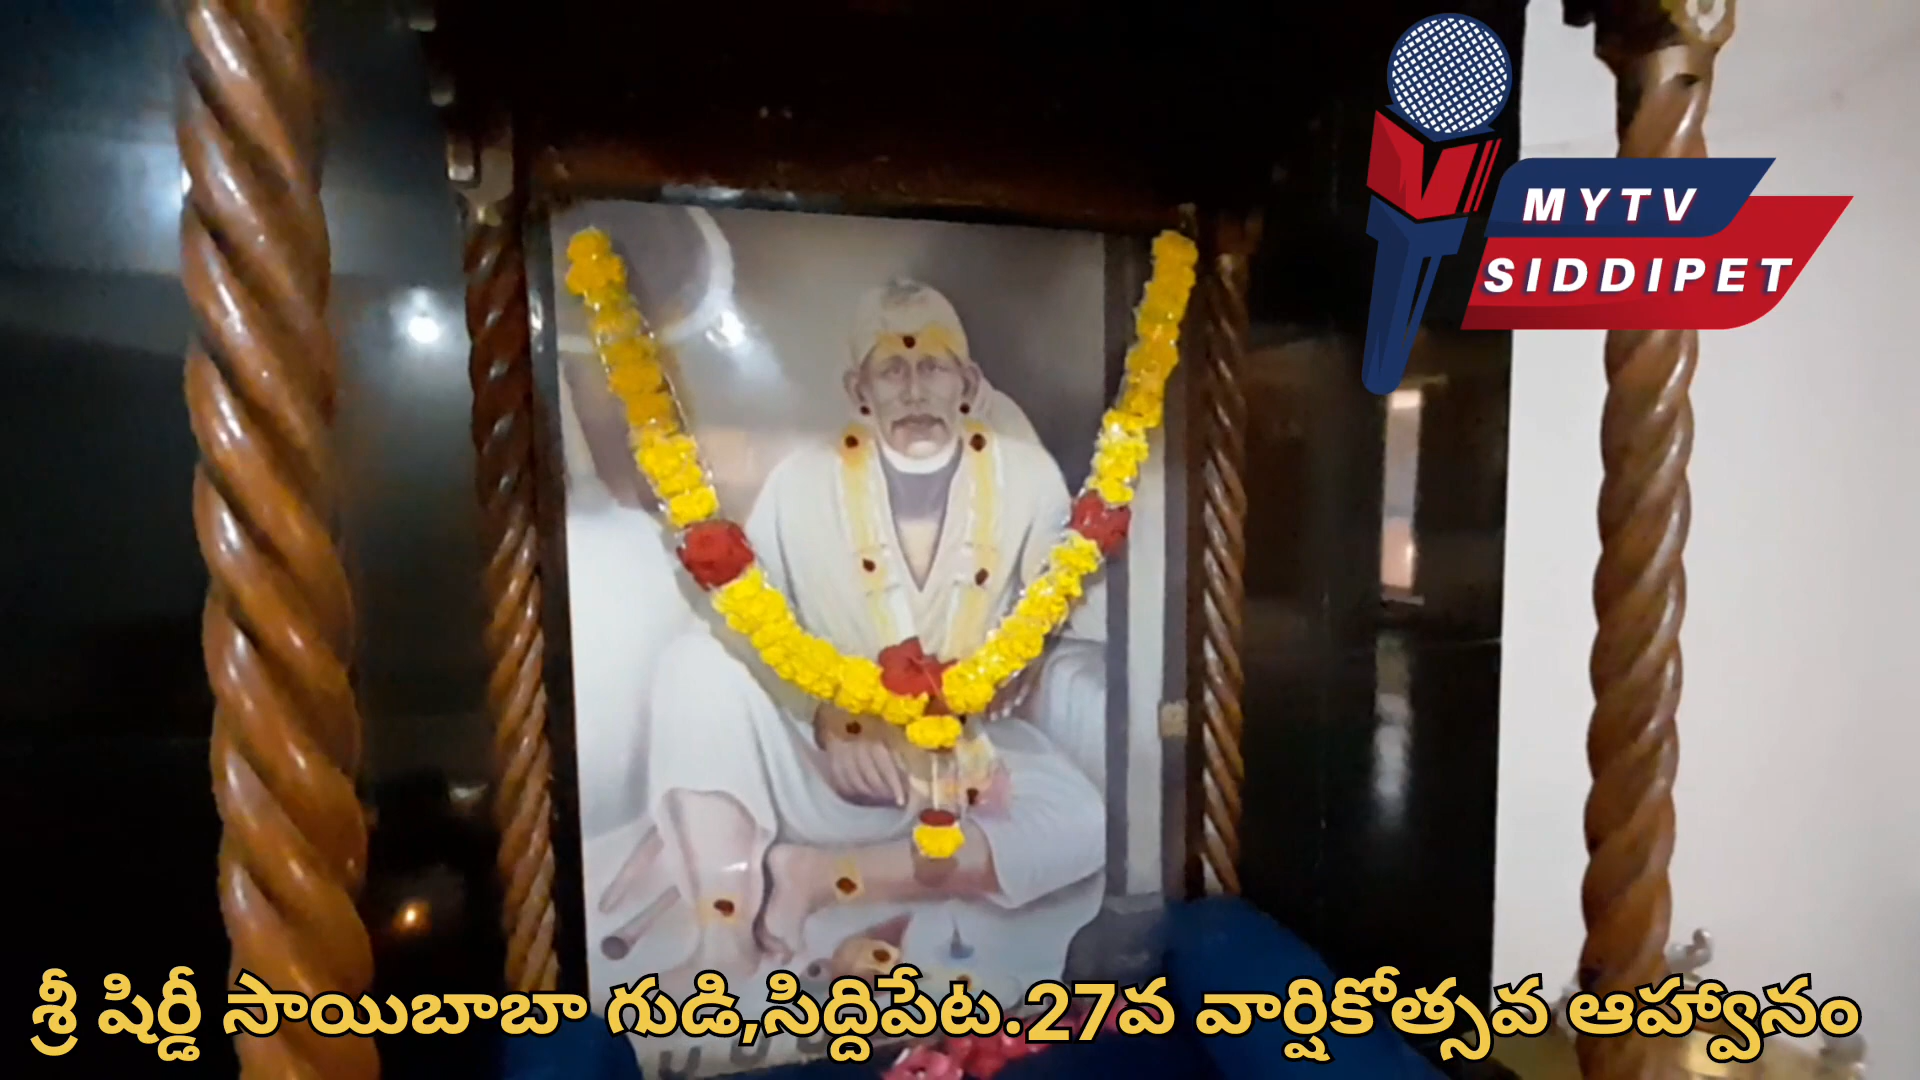 MYTV
SIDDIPET
శ్రీ షిర్డీ సాయిబాబా గుడి,సిద్దిపేట.27వ వార్షికోత్సవ ఆహ్వానం